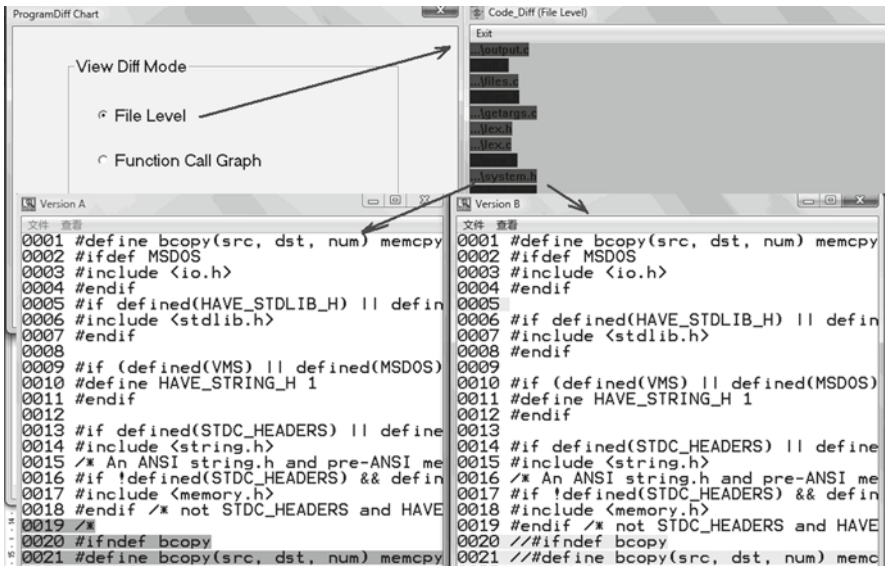 ProgramDiff Chart
View Diff Mode
File Level
Function Call Graph
Code_Diff (File Level)
Exit
...\output.c
...\files.c
...\getargs.c
...\lex.h
...\lex.c
...\system.h
Version A
文件 查看
0001 #define bcopy(src, dst, num) memcpy
0002 #ifdef MSDOS
0003 #include <io.h>
0004 #endif
0005 #if defined(HAVE_STDLIB_H) || defin
0006 #include <stdlib.h>
0007 #endif
0008
0009 #if (defined(VMS) || defined(MSDOS)
0010 #define HAVE_STRING_H 1
0011 #endif
0012
0013 #if defined(STDC_HEADERS) || define
0014 #include <string.h>
0015 /* An ANSI string.h and pre-ANSI me
0016 #if !defined(STDC_HEADERS) && defin
0017 #include <memory.h>
0018 #endif /* not STDC_HEADERS and HAVE
0019 /*
0020 #ifndef bcopy
0021 #define bcopy(src, dst, num) memcpy
Version B
文件 查看
0001 #define bcopy(src, dst, num) memcpy
0002 #ifdef MSDOS
0003 #include <io.h>
0004 #endif
0005
0006 #if defined(HAVE_STDLIB_H) || defin
0007 #include <stdlib.h>
0008 #endif
0009
0010 #if (defined(VMS) || defined(MSDOS)
0011 #define HAVE_STRING_H 1
0012 #endif
0013
0014 #if defined(STDC_HEADERS) || define
0015 #include <string.h>
0016 /* An ANSI string.h and pre-ANSI me
0017 #if !defined(STDC_HEADERS) && defin
0018 #include <memory.h>
0019 #endif /* not STDC_HEADERS and HAVE
0020 //#ifndef bcopy
0021 //#define bcopy(src, dst, num) memc